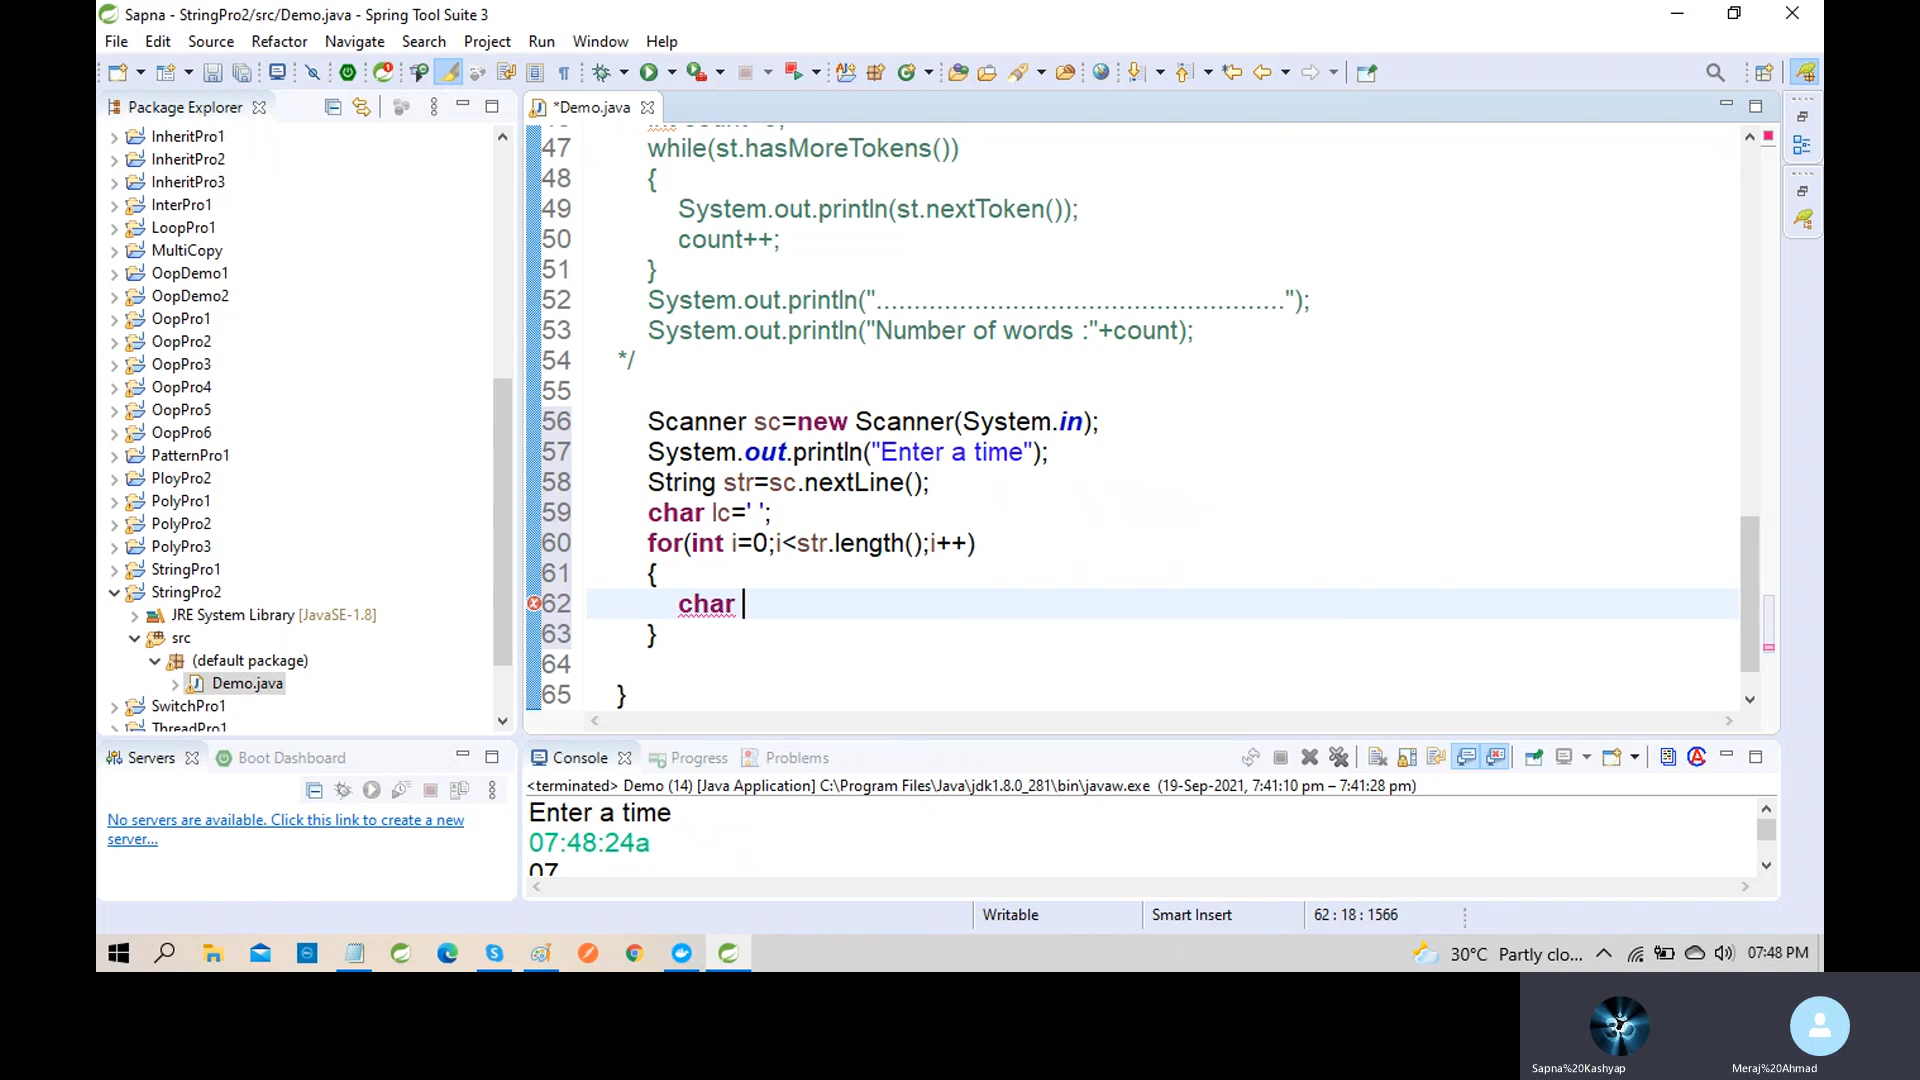 Sapna - StringPro2/src/Demo.java - Spring Tool Suite 3
File Edit Source Refactor Navigate Search Project Run Window Help
Package Explorer
InheritPro1
InheritPro2
InheritPro3
InterPro1
LoopPro1
MultiCopy
OopDemo1
OopDemo2
OopPro1
OopPro2
OopPro3
OopPro4
OopPro5
OopPro6
PatternPro1
PloyPro2
PolyPro1
PolyPro2
PolyPro3
StringPro1
StringPro2
JRE System Library [JavaSE-1.8]
src
(default package)
Demo.java
SwitchPro1
ThreadPro1
*Demo.java
47 while(st.hasMoreTokens())
48 {
49 System.out.println(st.nextToken());
50 count++;
51 }
52 System.out.println("......................................................");
53 System.out.println("Number of words :"+count);
54 */
55
56 Scanner sc=new Scanner(System.in);
57 System.out.println("Enter a time");
58 String str=sc.nextLine();
59 char lc=' ';
60 for(int i=0;i<str.length();i++)
61 {
62 char
63 }
64
65 }
Servers Boot Dashboard
No servers are available. Click this link to create a new
server...
Console Progress Problems
<terminated> Demo (14) [Java Application] C:\Program Files\Java\jdk1.8.0_281\bin\javaw.exe (19-Sep-2021, 7:41:10 pm – 7:41:28 pm)
Enter a time
07:48:24a
07
Writable Smart Insert 62 : 18 : 1566
30°C Partly clo... 07:48 PM
Sapna%20Kashyap Meraj%20Ahmad